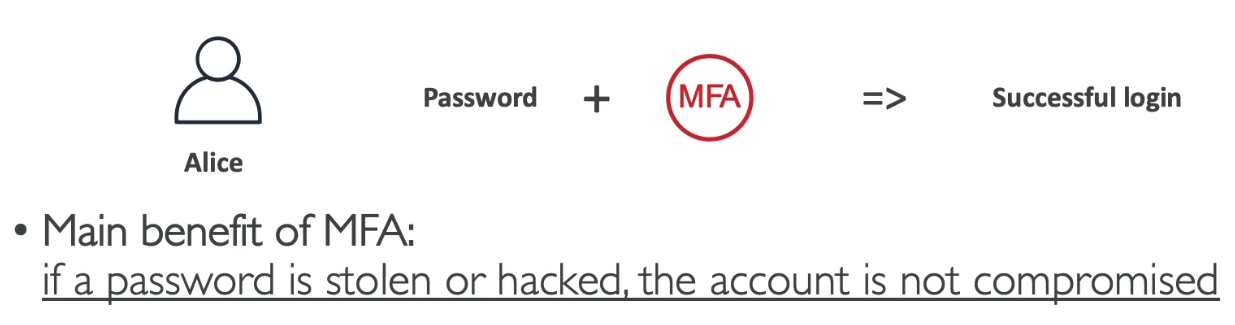 Password + MFA => Successful login
Alice
• Main benefit of MFA:
if a password is stolen or hacked, the account is not compromised